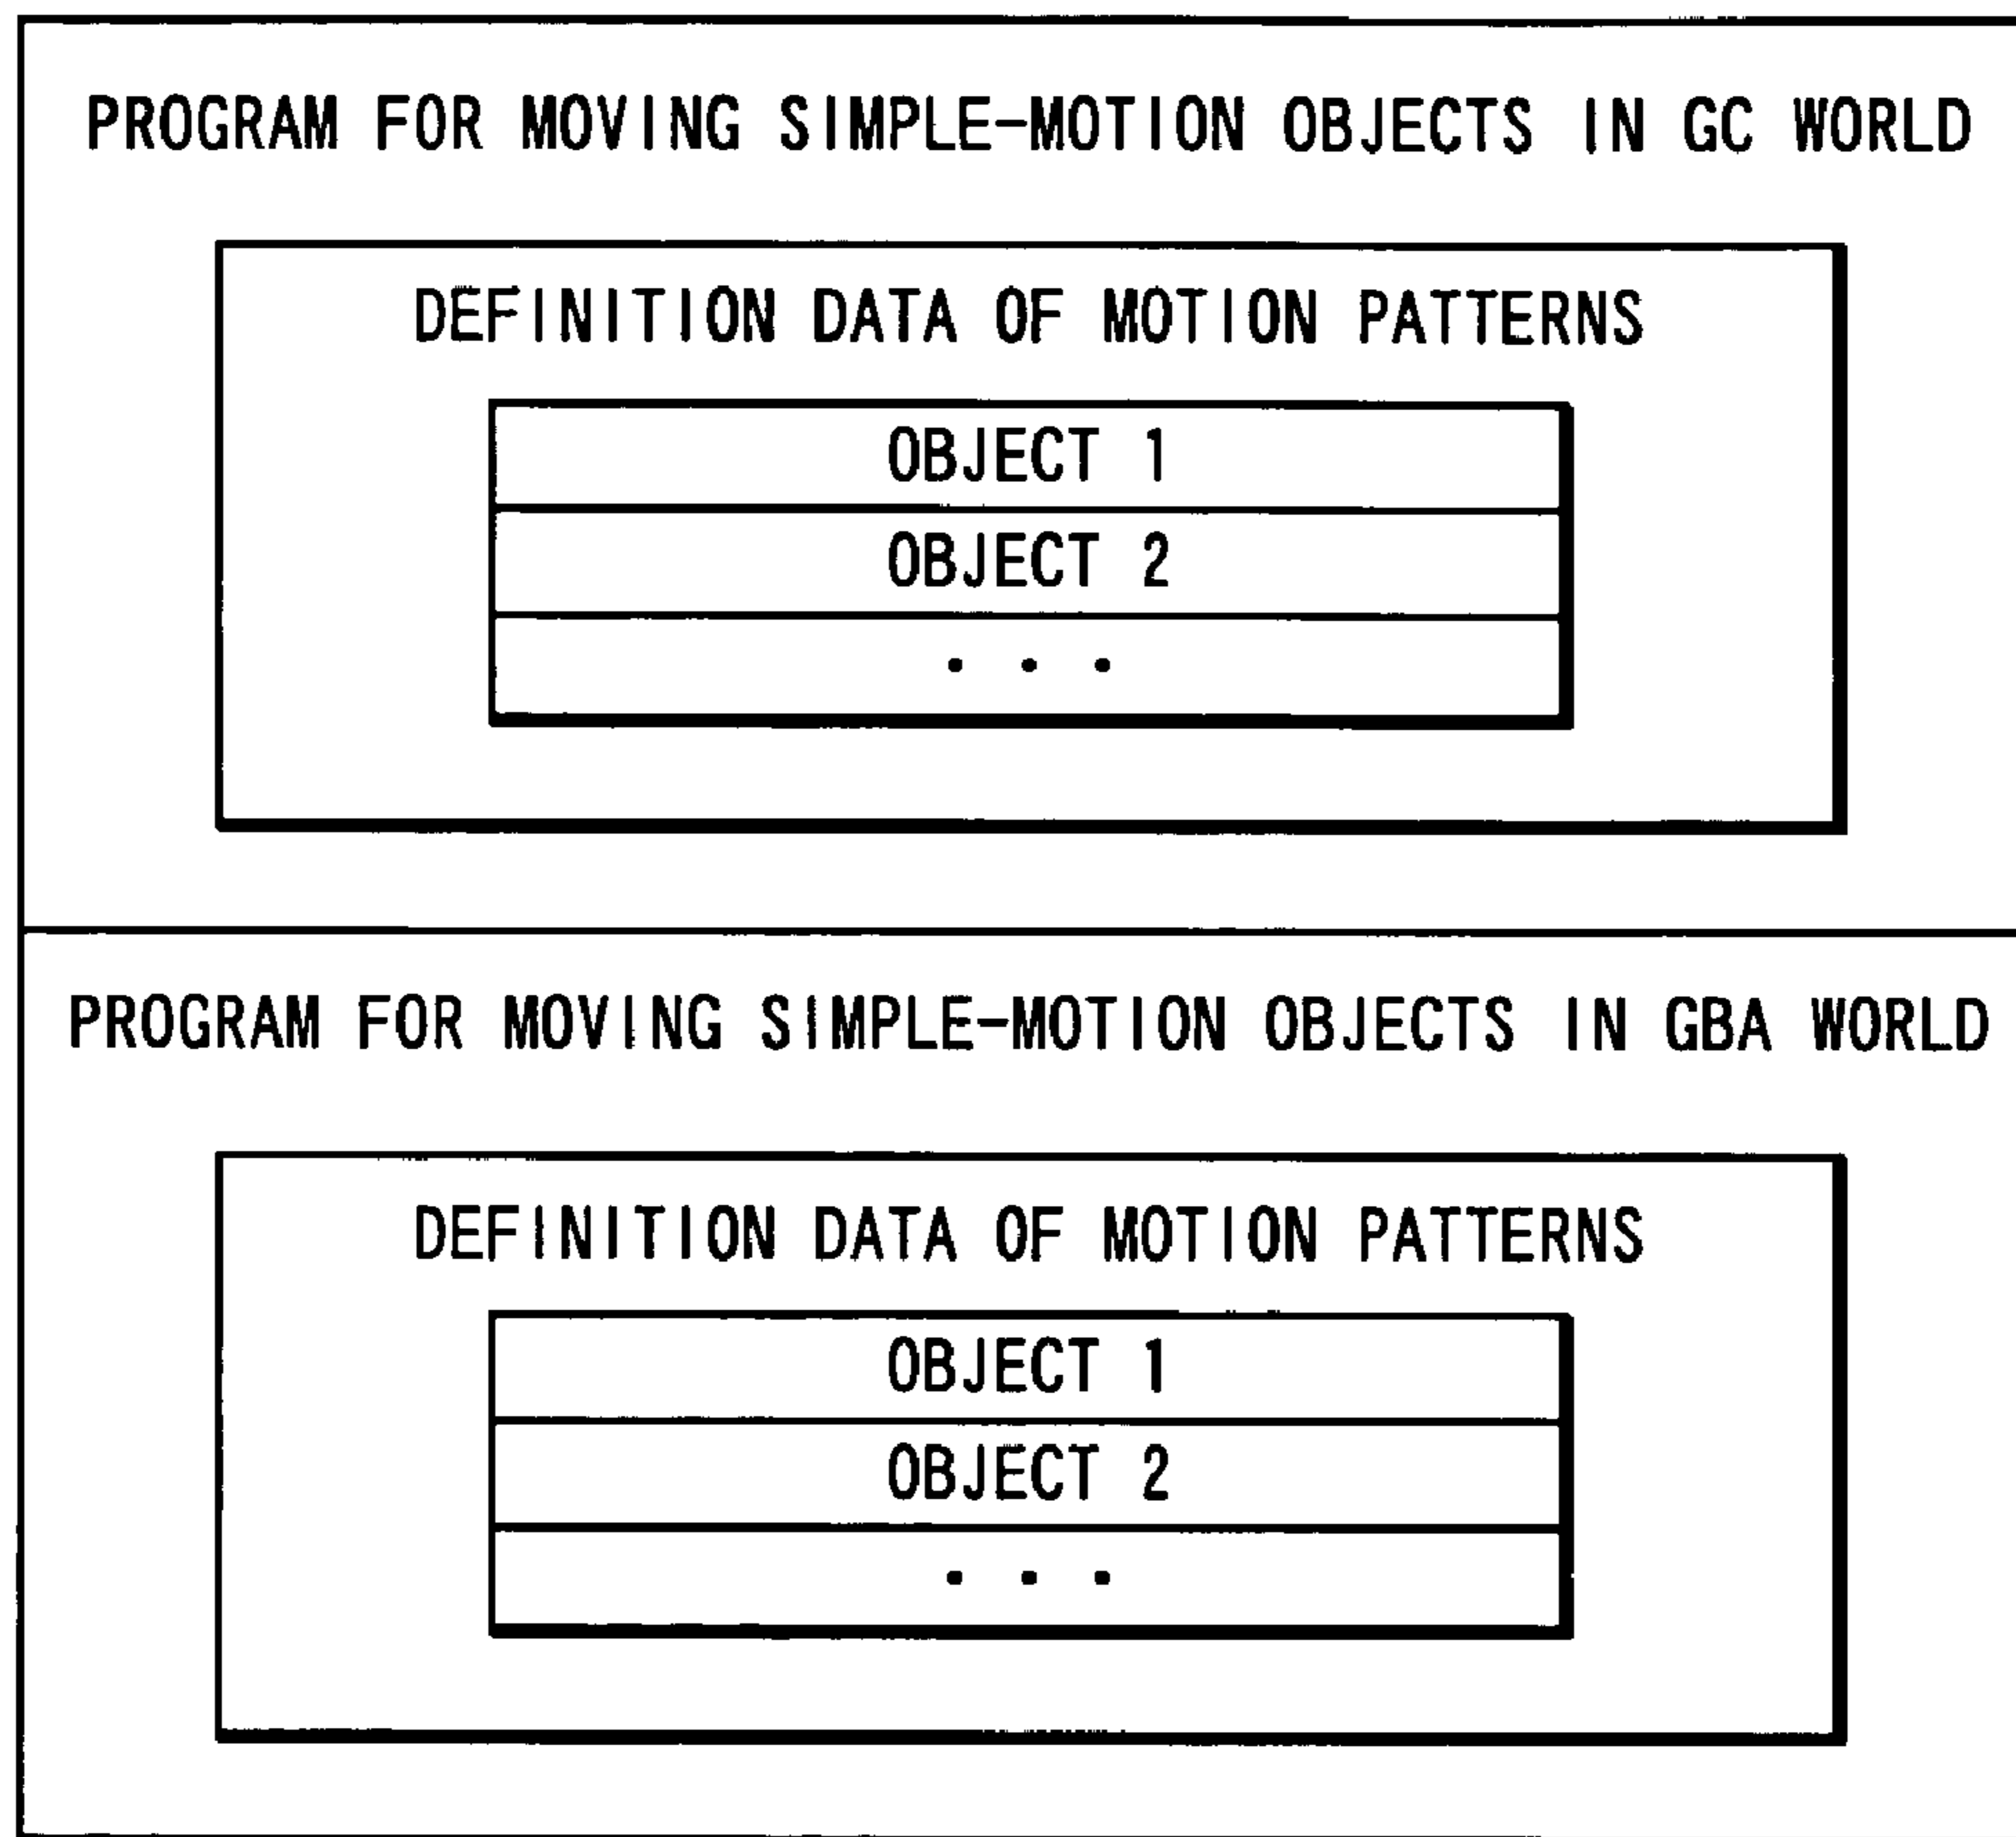 PROGRAM FOR MOVING SIMPLE-MOTION OBJECTS IN GC WORLD
DEFINITION DATA OF MOTION PATTERNS
OBJECT 1
OBJECT 2
• • •
PROGRAM FOR MOVING SIMPLE-MOTION OBJECTS IN GBA WORLD
DEFINITION DATA OF MOTION PATTERNS
OBJECT 1
OBJECT 2
• • •